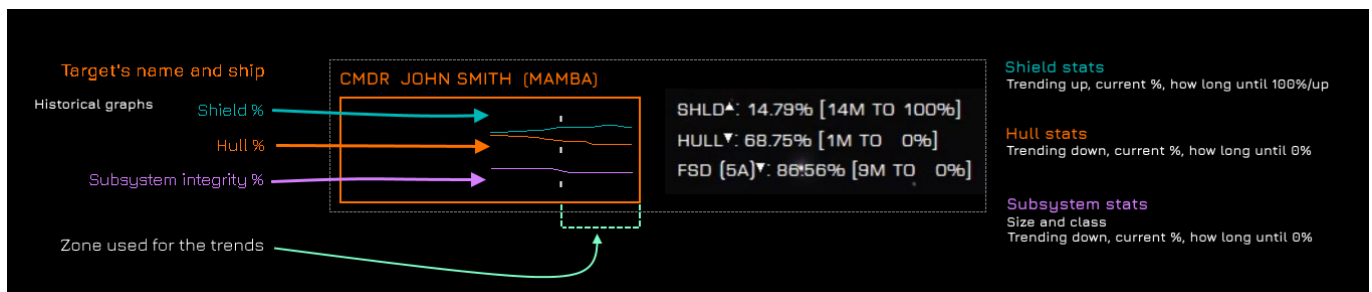 Target's name and ship
Historical graphs
Shield %
Hull %
Subsystem integrity %
Zone used for the trends
CMDR JOHN SMITH (MAMBA)
SHLD▲: 14.79% [14M TO 100%]
HULL▼: 68.75% [1M TO 0%]
FSD (5A)▼: 86.56% [9M TO 0%]
Shield stats
Trending up, current %, how long until 100%/up
Hull stats
Trending down, current %, how long until 0%
Subsystem stats
Size and class
Trending down, current %, how long until 0%